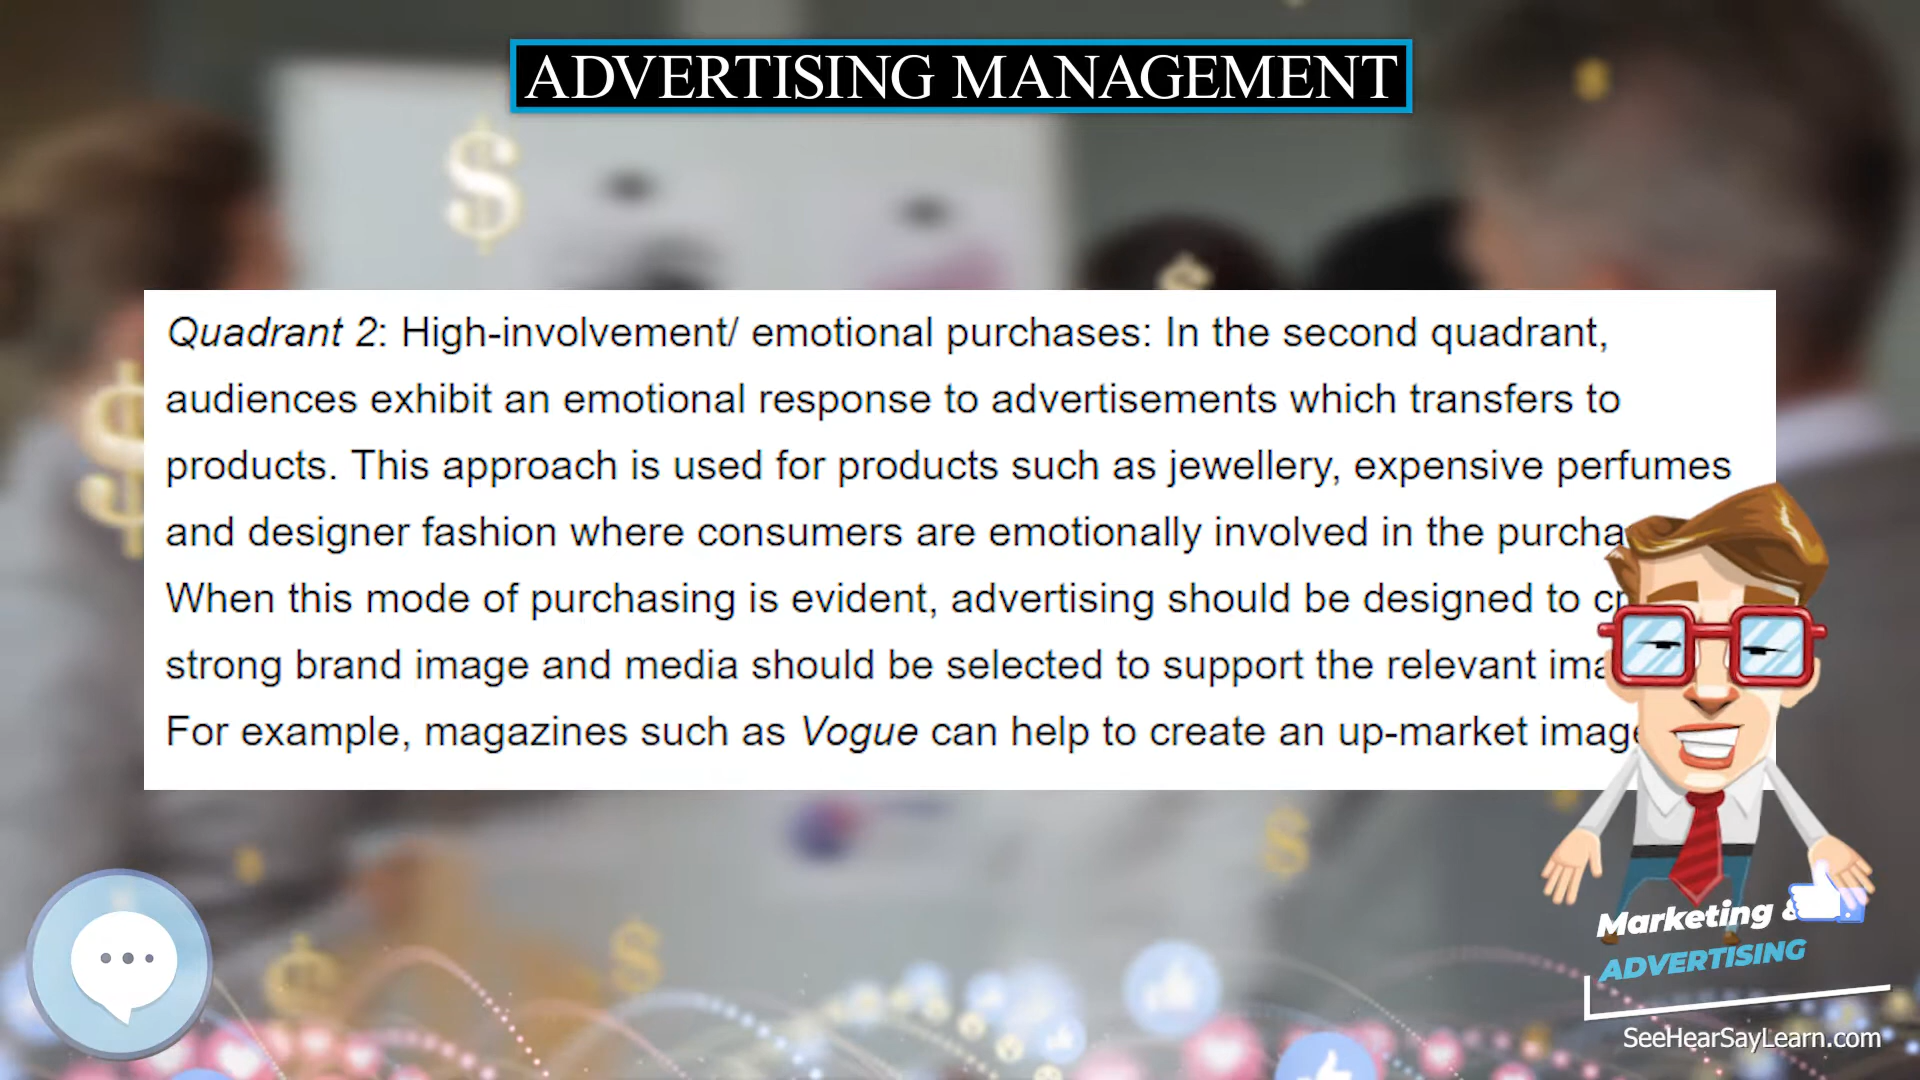 ADVERTISING MANAGEMENT
Quadrant 2: High-involvement/ emotional purchases: In the second quadrant,
audiences exhibit an emotional response to advertisements which transfers to
products. This approach is used for products such as jewellery, expensive perfumes
and designer fashion where consumers are emotionally involved in the
When this mode of purchasing is evident, advertising should be designed to
strong brand image and media should be selected to support the relevant
For example, magazines such as Vogue can help to create an up-market image
Marketing &
ADVERTISING
SeeHearSayLearn.com